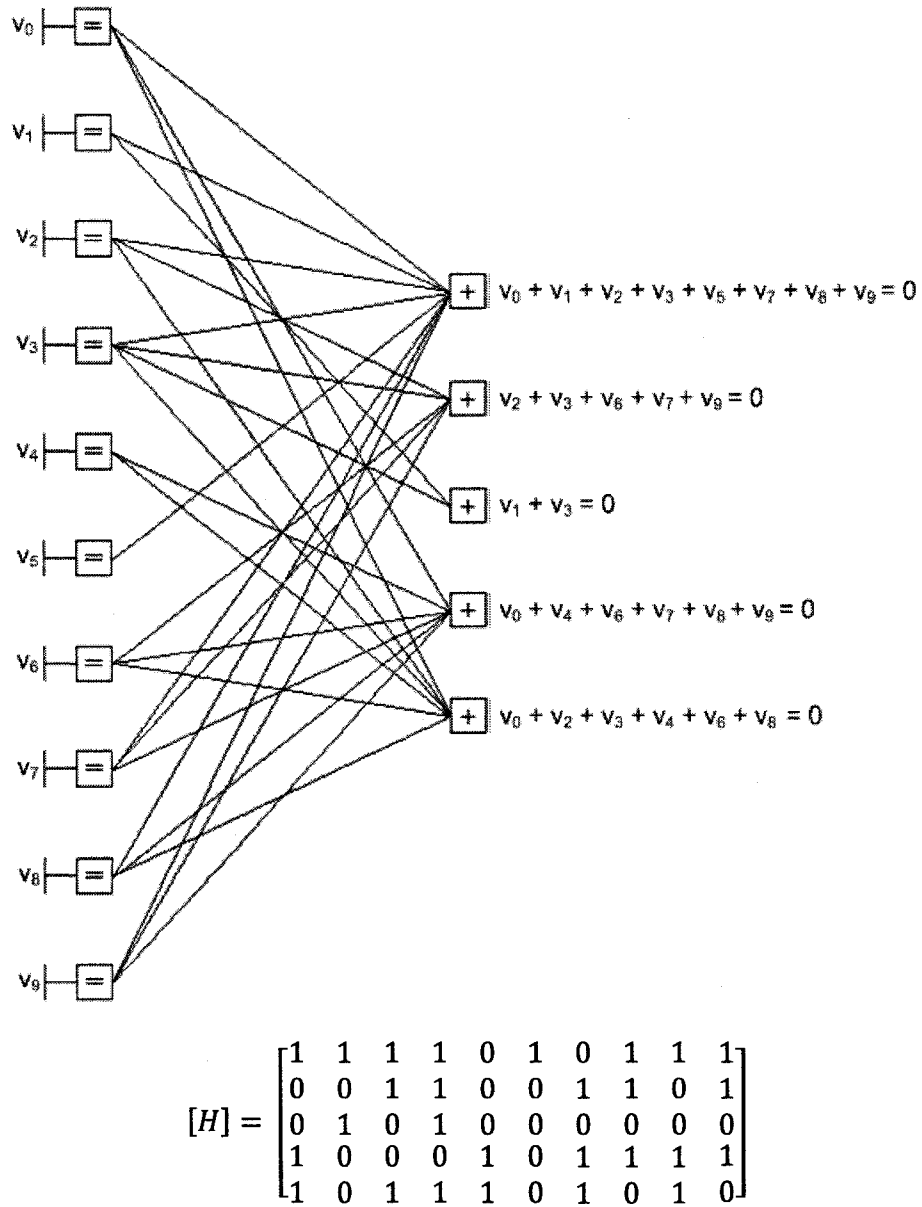 v₀ =
v₁ =
v₂ =
+ v₀ + v₁ + v₂ + v₃ + v₅ + v₇ + v₈ + v₉ = 0
v₃ =
+ v₂ + v₃ + v₆ + v₇ + v₉ = 0
v₄ =
+ v₁ + v₃ = 0
v₅ =
+ v₀ + v₄ + v₆ + v₇ + v₈ + v₉ = 0
v₆ =
+ v₀ + v₂ + v₃ + v₄ + v₆ + v₈ = 0
v₇ =
v₈ =
v₉ =
1 1 1 1 0 1 0 1 1 1
0 0 1 1 0 0 1 1 0 1
[H] = 0 1 0 1 0 0 0 0 0 0
1 0 0 0 1 0 1 1 1 1
1 0 1 1 1 0 1 0 1 0